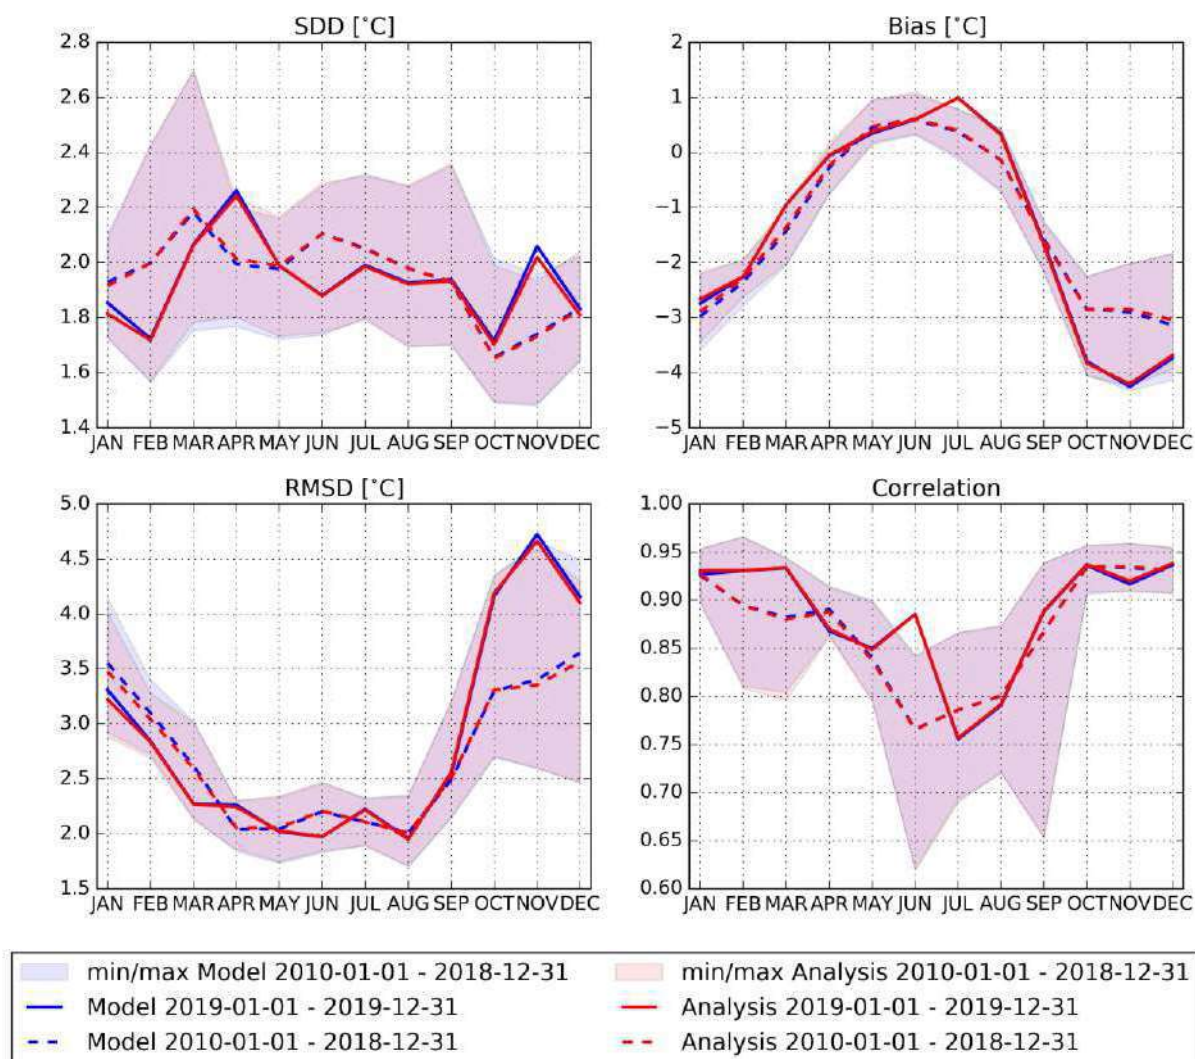 SDD [˚C]
2.8
2.6
2.4
2.2
2.0
1.8
1.6
1.4
JAN FEB MAR APR MAY JUN JUL AUG SEP OCT NOV DEC
Bias [˚C]
2
1
0
−1
−2
−3
−4
−5
JAN FEB MAR APR MAY JUN JUL AUG SEP OCT NOV DEC
RMSD [˚C]
5.0
4.5
4.0
3.5
3.0
2.5
2.0
1.5
JAN FEB MAR APR MAY JUN JUL AUG SEP OCT NOV DEC
Correlation
1.00
0.95
0.90
0.85
0.80
0.75
0.70
0.65
0.60
JAN FEB MAR APR MAY JUN JUL AUG SEP OCT NOV DEC
min/max Model 2010-01-01 - 2018-12-31
Model 2019-01-01 - 2019-12-31
Model 2010-01-01 - 2018-12-31
min/max Analysis 2010-01-01 - 2018-12-31
Analysis 2019-01-01 - 2019-12-31
Analysis 2010-01-01 - 2018-12-31